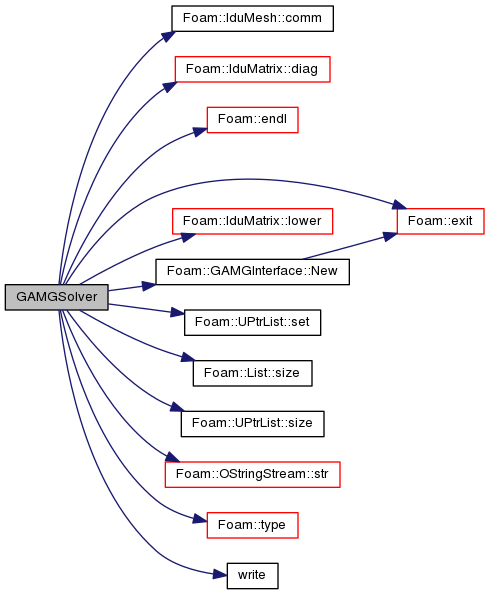 Foam::lduMesh::comm
Foam::lduMatrix::diag
Foam::endl
Foam::lduMatrix::lower
Foam::exit
Foam::GAMGInterface::New
GAMGSolver
Foam::UPtrList::set
Foam::List::size
Foam::UPtrList::size
Foam::OStringStream::str
Foam::type
write